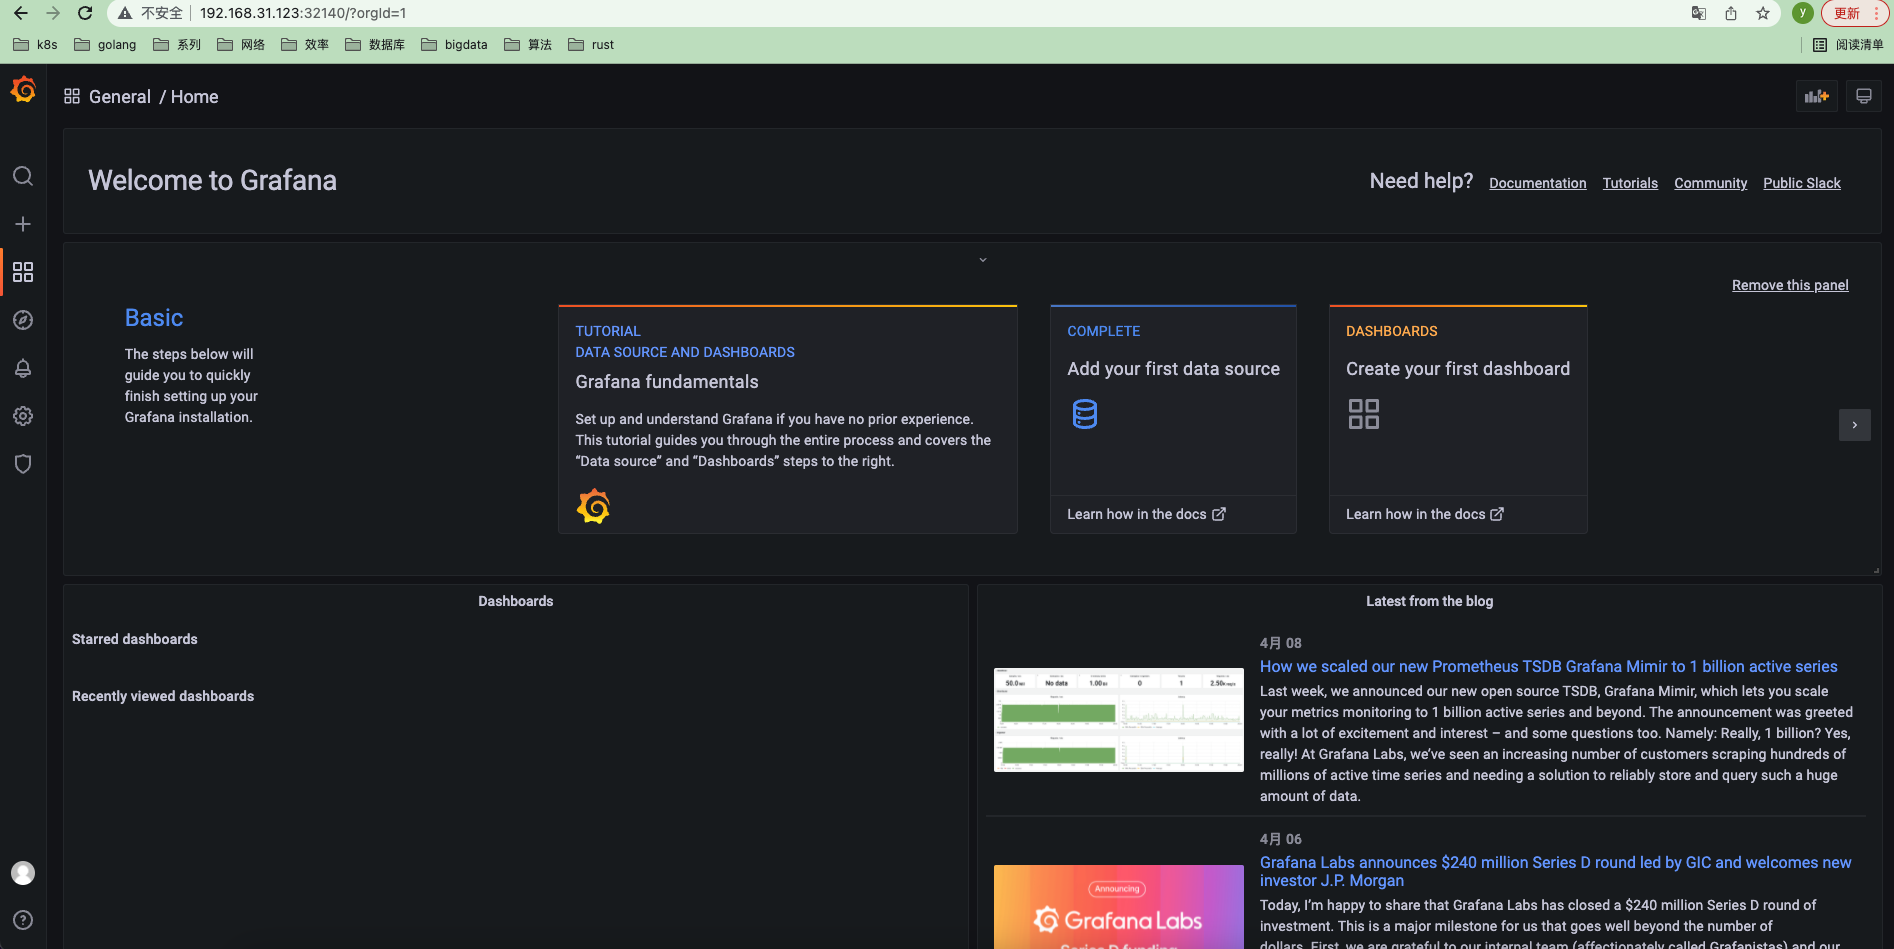 不安全 192.168.31.123:32140/?orgId=1
y 更新
k8s golang 系列 网络 效率 数据库 bigdata 算法 rust 阅读清单
General / Home
Welcome to Grafana
Need help? Documentation Tutorials Community Public Slack
Remove this panel
Basic
The steps below will
guide you to quickly
finish setting up your
Grafana installation.
TUTORIAL
DATA SOURCE AND DASHBOARDS
Grafana fundamentals
Set up and understand Grafana if you have no prior experience.
This tutorial guides you through the entire process and covers the
“Data source” and “Dashboards” steps to the right.
COMPLETE
Add your first data source
Learn how in the docs
DASHBOARDS
Create your first dashboard
Learn how in the docs
Dashboards
Starred dashboards
Recently viewed dashboards
Latest from the blog
4月 08
How we scaled our new Prometheus TSDB Grafana Mimir to 1 billion active series
Last week, we announced our new open source TSDB, Grafana Mimir, which lets you scale
your metrics monitoring to 1 billion active series and beyond. The announcement was greeted
with a lot of excitement and interest – and some questions too. Namely: Really, 1 billion? Yes,
really! At Grafana Labs, we’ve seen an increasing number of customers scraping hundreds of
millions of active time series and needing a solution to reliably store and query such a huge
amount of data.
50.0 No data 1.00 0 1 2.50
4月 06
Grafana Labs announces $240 million Series D round led by GIC and welcomes new
investor J.P. Morgan
Today, I’m happy to share that Grafana Labs has closed a $240 million Series D round of
investment. This is a major milestone for us that goes well beyond the number of
dollars. First, we are grateful to our internal team (affectionately called Grafanistas) and our
Announcing
Grafana Labs
Series D funding